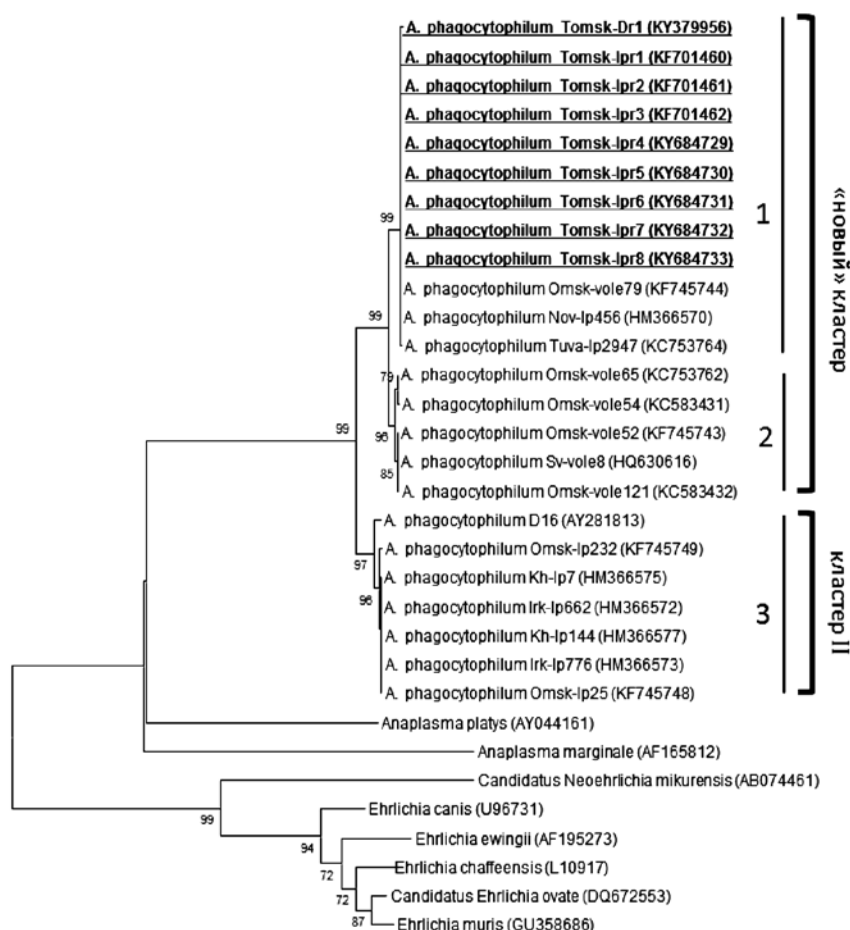 A. phagocytophilum Tomsk-Dr1 (KY379956)
A. phagocytophilum Tomsk-Ipr1 (KF701460)
A. phagocytophilum Tomsk-Ipr2 (KF701461)
A. phagocytophilum Tomsk-Ipr3 (KF701462)
A. phagocytophilum Tomsk-Ipr4 (KY684729)
A. phagocytophilum Tomsk-Ipr5 (KY684730)
A. phagocytophilum Tomsk-Ipr6 (KY684731)
A. phagocytophilum Tomsk-Ipr7 (KY684732)
A. phagocytophilum Tomsk-Ipr8 (KY684733)
A. phagocytophilum Omsk-vole79 (KF745744)
A. phagocytophilum Nov-Ip456 (HM366570)
A. phagocytophilum Tuva-Ip2947 (KC753764)
A. phagocytophilum Omsk-vole65 (KC753762)
A. phagocytophilum Omsk-vole54 (KC583431)
A. phagocytophilum Omsk-vole52 (KF745743)
A. phagocytophilum Sv-vole8 (HQ630616)
A. phagocytophilum Omsk-vole121 (KC583432)
A. phagocytophilum D16 (AY281813)
A. phagocytophilum Omsk-Ip232 (KF745749)
A. phagocytophilum Kh-Ip7 (HM366575)
A. phagocytophilum Irk-Ip662 (HM366572)
A. phagocytophilum Kh-Ip144 (HM366577)
A. phagocytophilum Irk-Ip776 (HM366573)
A. phagocytophilum Omsk-Ip25 (KF745748)
Anaplasma platys (AY044161)
Anaplasma marginale (AF165812)
Candidatus Neoehrlichia mikurensis (AB074461)
Ehrlichia canis (U96731)
Ehrlichia ewingii (AF195273)
Ehrlichia chaffeensis (L10917)
Candidatus Ehrlichia ovate (DQ672553)
Ehrlichia muris (GU358686)
99
99
79
96
85
99
97
96
99
94
72
72
87
1
2
3
«новый» кластер
кластер II